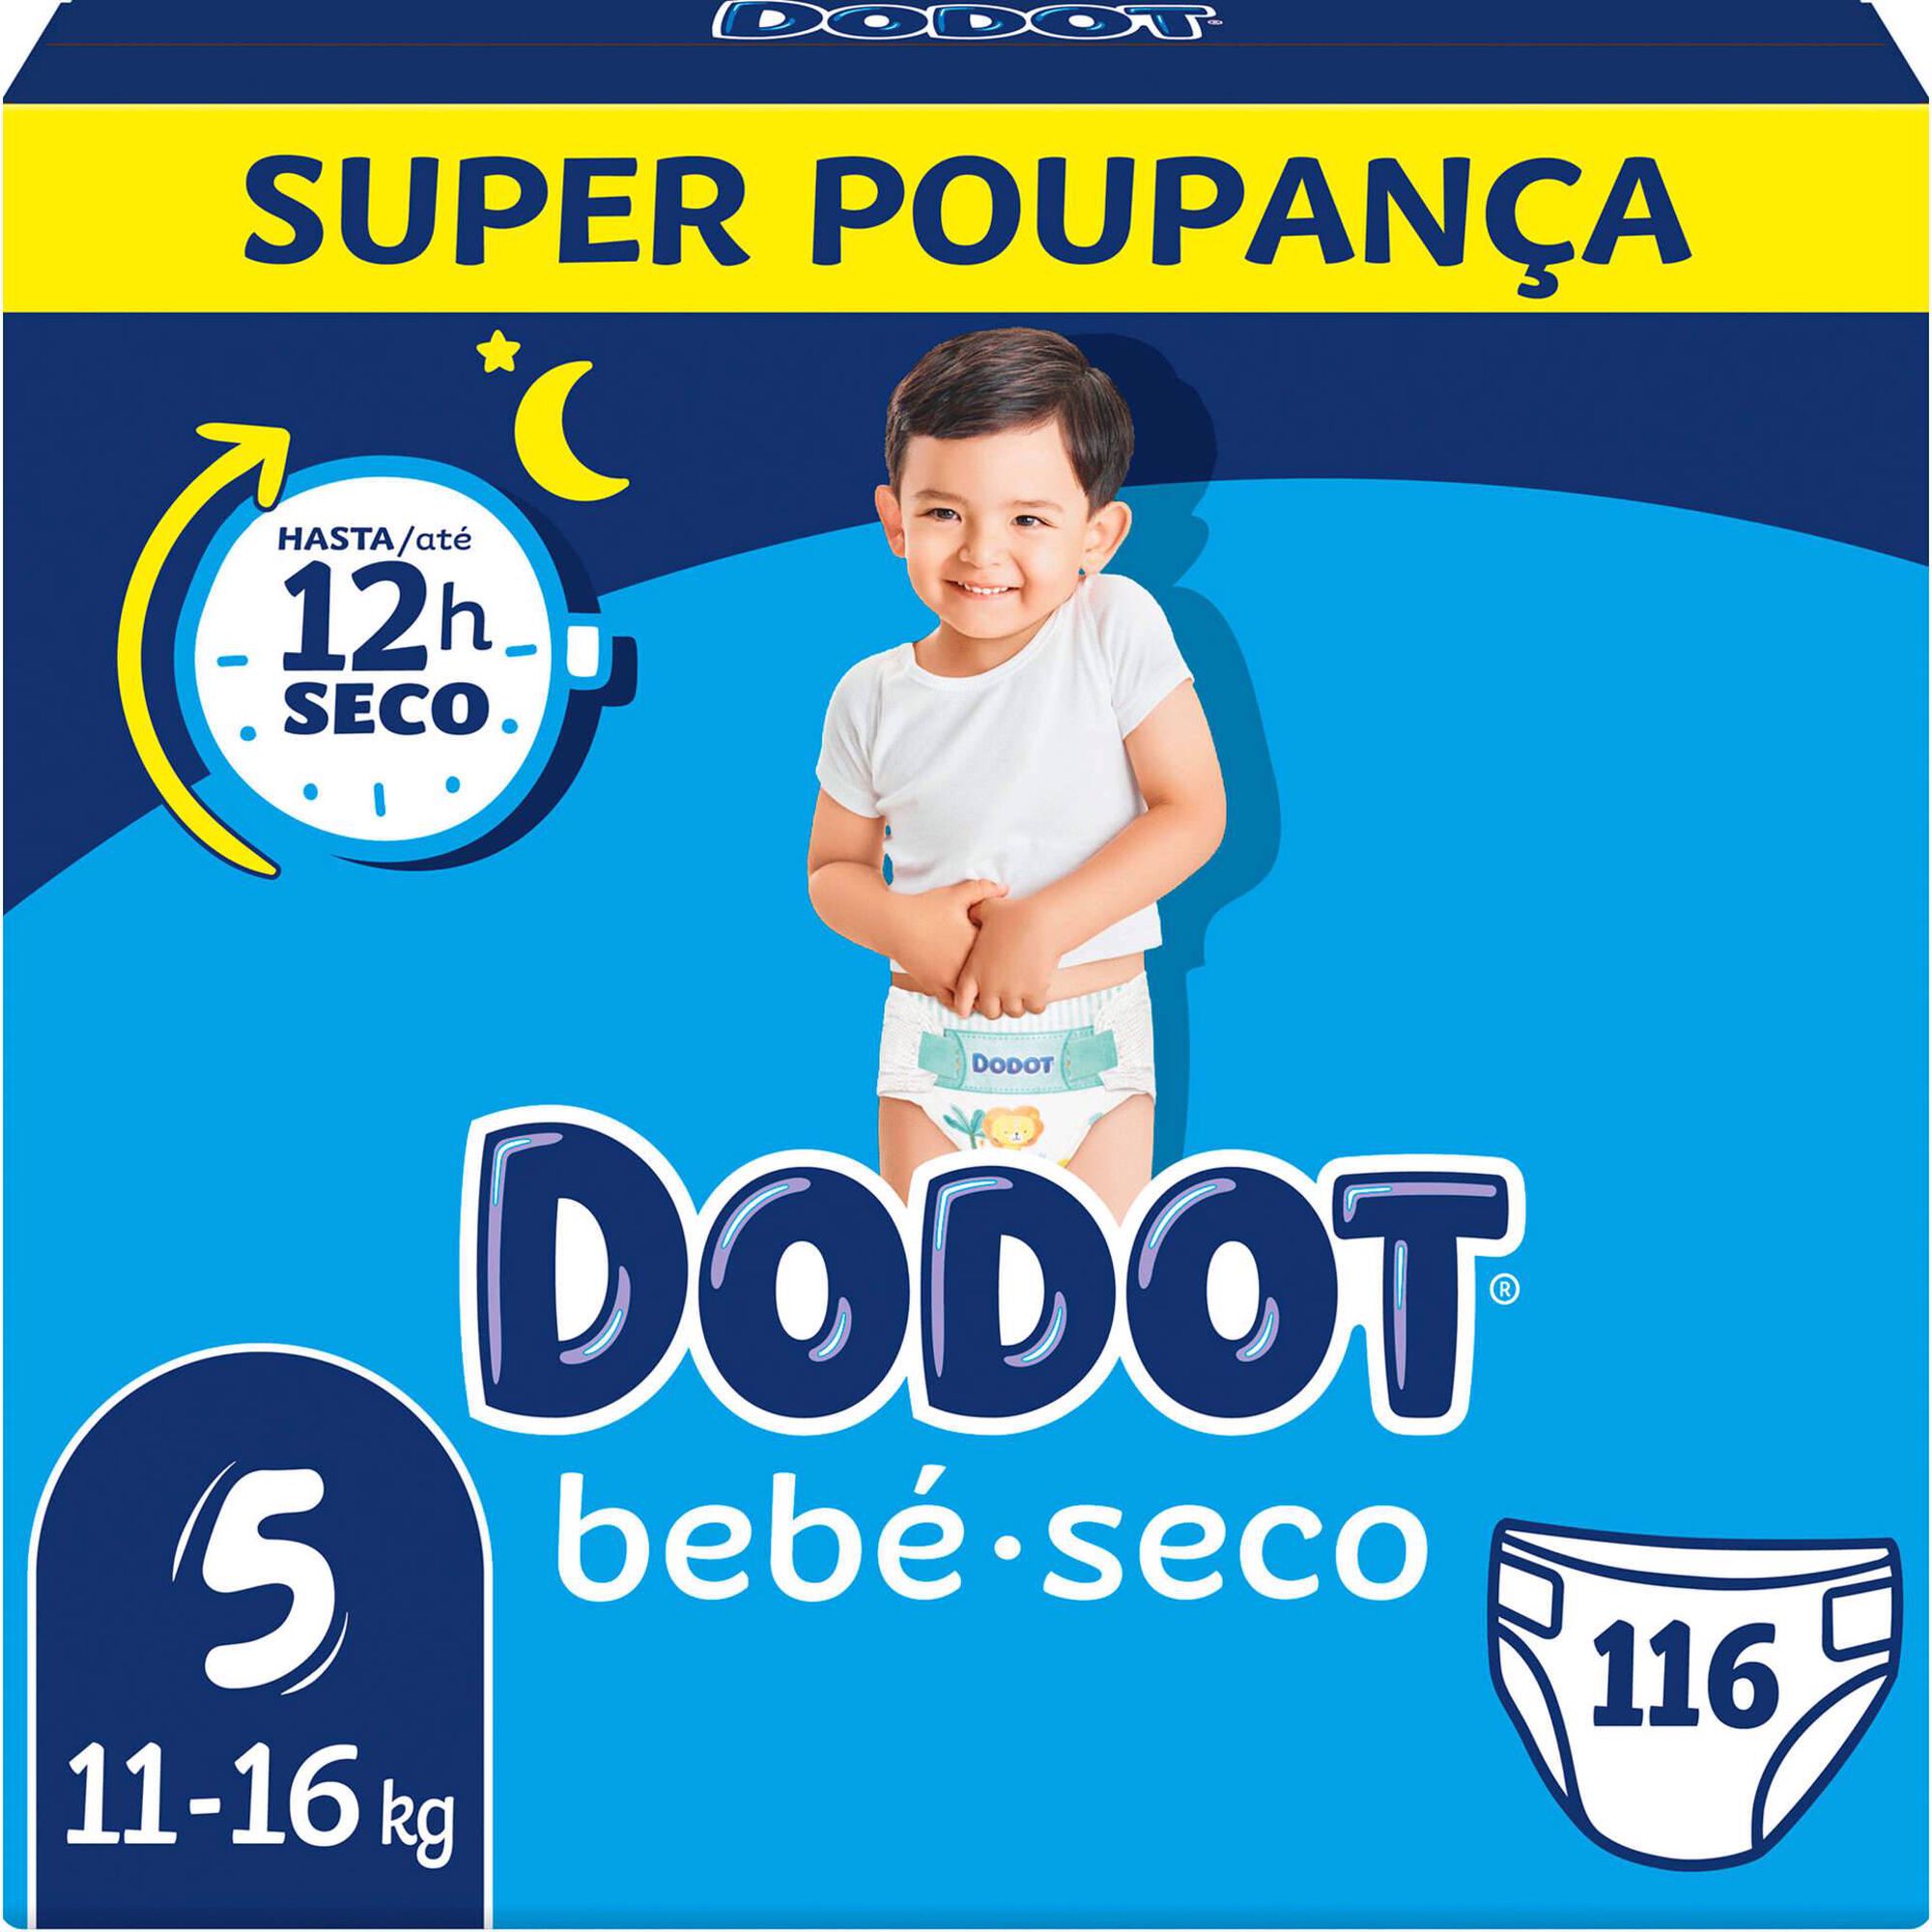 DODOT
SUPER POUPANÇA
HASTA/até
12h
SECO
DODOT
DODOT®
bebé·seco
5
11-16 kg
116